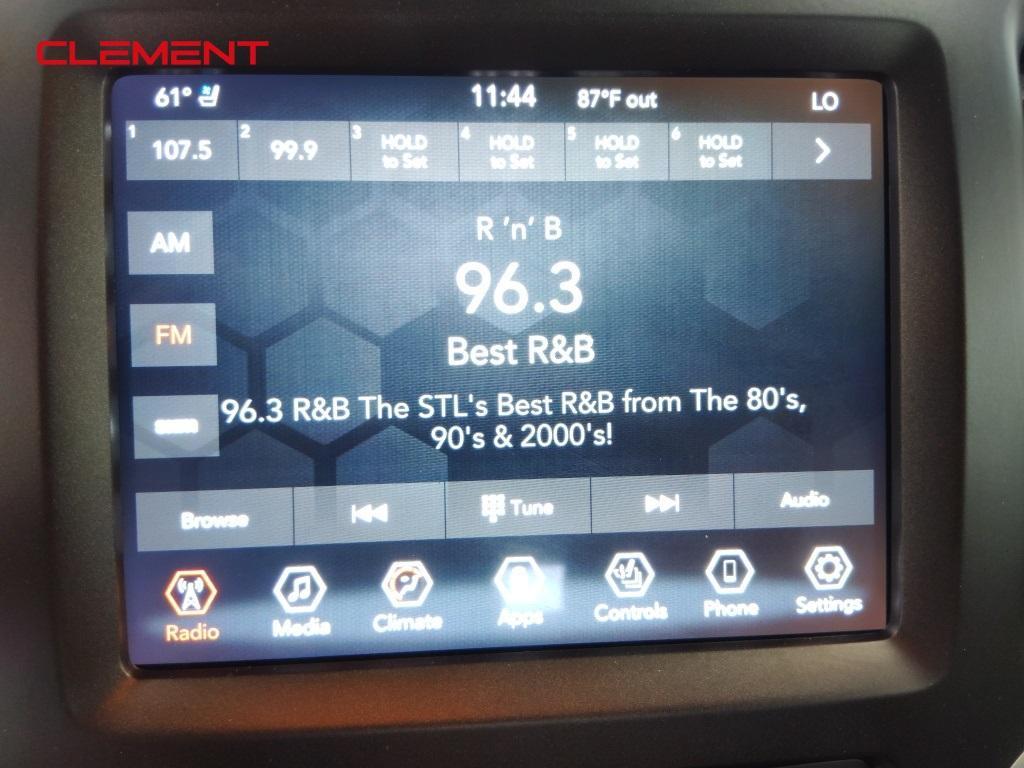 CLEMENT
61° 11:44 87°F out LO
1 107.5 2 99.9 3 HOLD to Set 4 HOLD to Set 5 HOLD to Set 6 HOLD to Set
AM
R 'n' B
96.3
FM
Best R&B
96.3 R&B The STL's Best R&B from The 80's,
90's & 2000's!
Browse Tune Audio
Radio Media Climate Apps Controls Phone Settings